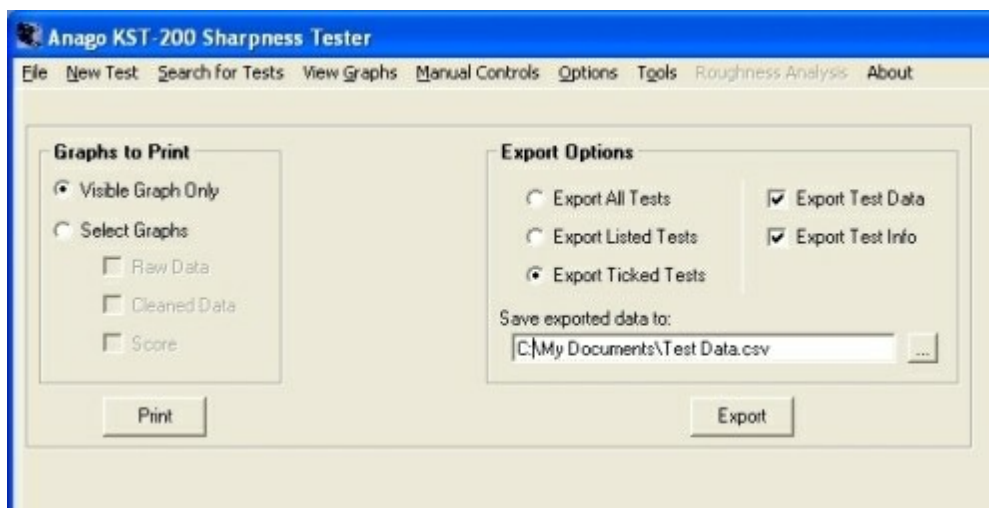 Anago KST-200 Sharpness Tester
File New Test Search for Tests View Graphs Manual Controls Options Tools Roughness Analysis About
Graphs to Print
Visible Graph Only
Select Graphs
Raw Data
Cleaned Data
Score
Print
Export Options
Export All Tests
Export Listed Tests
Export Ticked Tests
Export Test Data
Export Test Info
Save exported data to:
C:\My Documents\Test Data.csv
...
Export